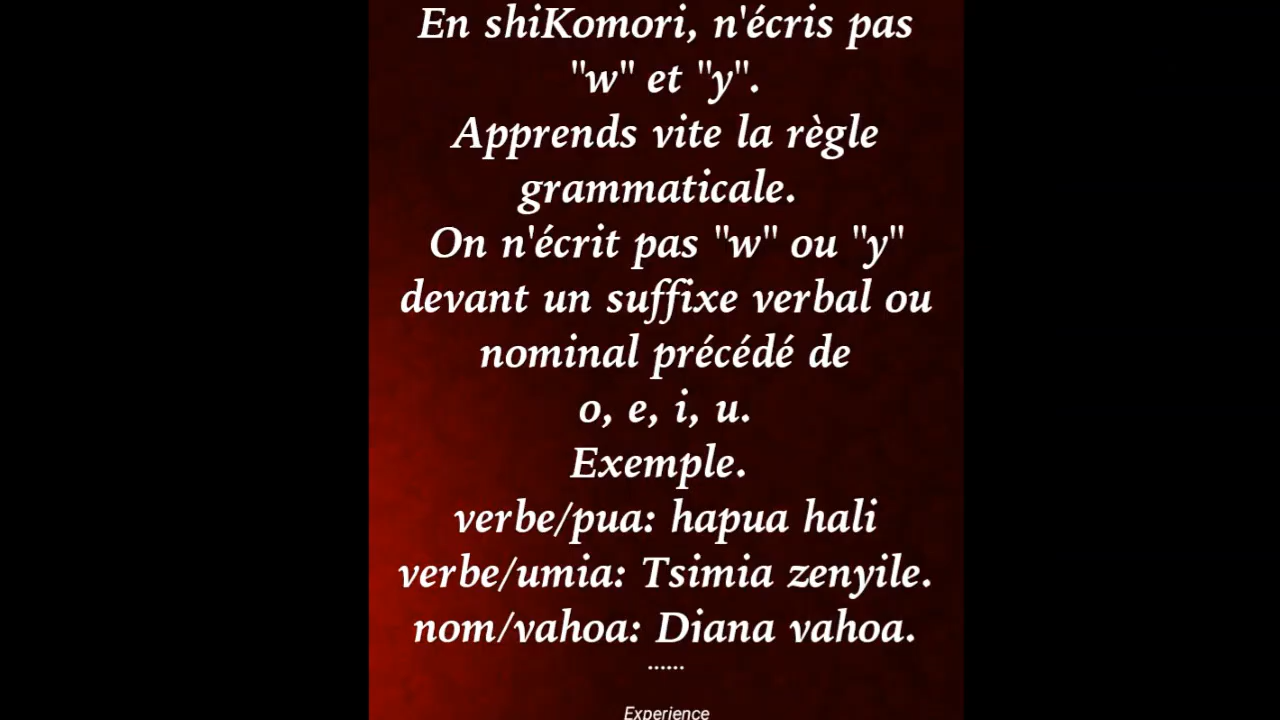 En shiKomori, n'écris pas
"w" et "y".
Apprends vite la règle
grammaticale.
On n'écrit pas "w" ou "y"
devant un suffixe verbal ou
nominal précédé de
o, e, i, u.
Exemple.
verbe/pua: hapua hali
verbe/umia: Tsimia zenyile.
nom/vahoa: Diana vahoa.
......
Experience